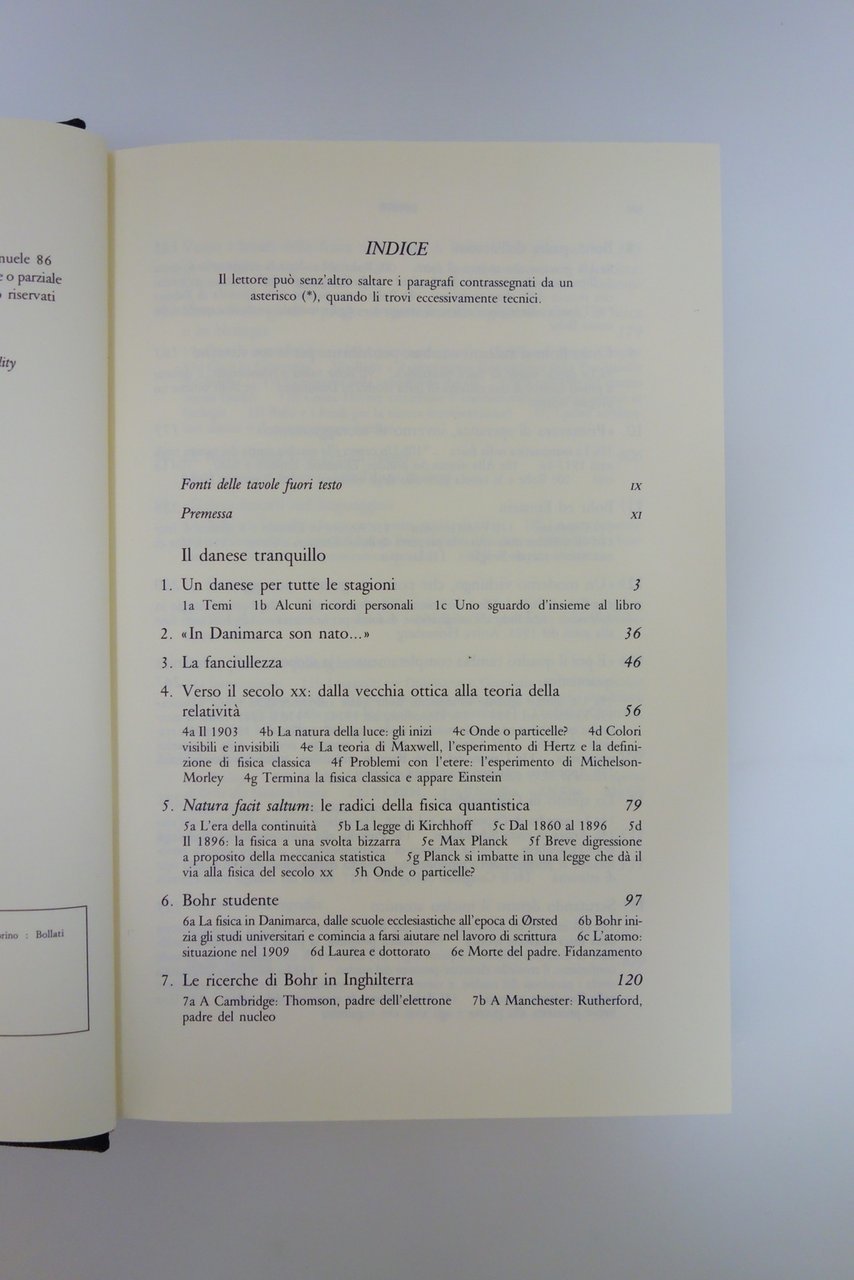 nuele 86
e o parziale
riservati
lity
orino : Bollati
INDICE
Il lettore può senz'altro saltare i paragrafi contrassegnati da un
asterisco (*), quando li trovi eccessivamente tecnici.
Fonti delle tavole fuori testo IX
Premessa XI
Il danese tranquillo
1. Un danese per tutte le stagioni 3
1a Temi 1b Alcuni ricordi personali 1c Uno sguardo d'insieme al libro
2. «In Danimarca son nato...» 36
3. La fanciullezza 46
4. Verso il secolo XX: dalla vecchia ottica alla teoria della
relatività 56
4a Il 1903 4b La natura della luce: gli inizi 4c Onde o particelle? 4d Colori
visibili e invisibili 4e La teoria di Maxwell, l'esperimento di Hertz e la defini-
zione di fisica classica 4f Problemi con l'etere: l'esperimento di Michelson-
Morley 4g Termina la fisica classica e appare Einstein
5. Natura facit saltum: le radici della fisica quantistica 79
5a L'era della continuità 5b La legge di Kirchhoff 5c Dal 1860 al 1896 5d
Il 1896: la fisica a una svolta bizzarra 5e Max Planck 5f Breve digressione
a proposito della meccanica statistica 5g Planck si imbatte in una legge che dà il
via alla fisica del secolo XX 5h Onde o particelle?
6. Bohr studente 97
6a La fisica in Danimarca, dalle scuole ecclesiastiche all'epoca di Ørsted 6b Bohr ini-
zia gli studi universitari e comincia a farsi aiutare nel lavoro di scrittura 6c L'atomo:
situazione nel 1909 6d Laurea e dottorato 6e Morte del padre. Fidanzamento
7. Le ricerche di Bohr in Inghilterra 120
7a A Cambridge: Thomson, padre dell'elettrone 7b A Manchester: Rutherford,
padre del nucleo